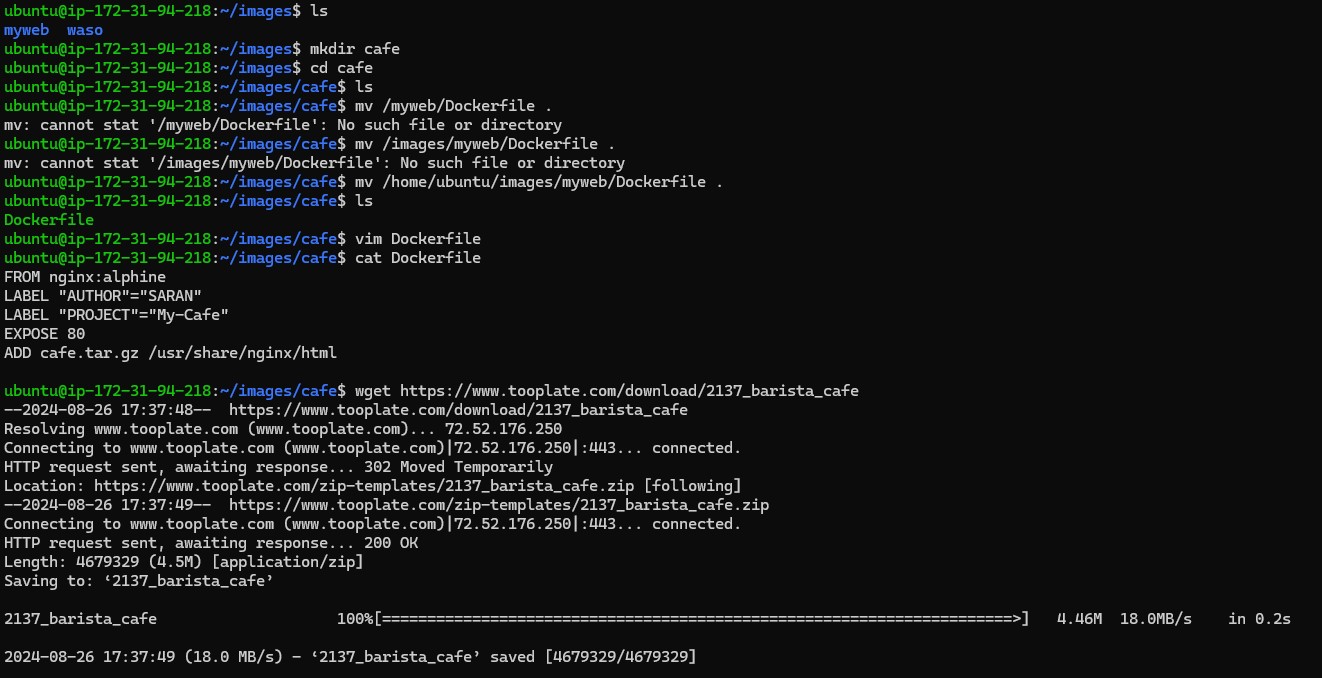 ubuntu@ip-172-31-94-218:~/images$ ls
myweb  waso
ubuntu@ip-172-31-94-218:~/images$ mkdir cafe
ubuntu@ip-172-31-94-218:~/images$ cd cafe
ubuntu@ip-172-31-94-218:~/images/cafe$ ls
ubuntu@ip-172-31-94-218:~/images/cafe$ mv /myweb/Dockerfile .
mv: cannot stat '/myweb/Dockerfile': No such file or directory
ubuntu@ip-172-31-94-218:~/images/cafe$ mv /images/myweb/Dockerfile .
mv: cannot stat '/images/myweb/Dockerfile': No such file or directory
ubuntu@ip-172-31-94-218:~/images/cafe$ mv /home/ubuntu/images/myweb/Dockerfile .
ubuntu@ip-172-31-94-218:~/images/cafe$ ls
Dockerfile
ubuntu@ip-172-31-94-218:~/images/cafe$ vim Dockerfile
ubuntu@ip-172-31-94-218:~/images/cafe$ cat Dockerfile
FROM nginx:alphine
LABEL "AUTHOR"="SARAN"
LABEL "PROJECT"="My-Cafe"
EXPOSE 80
ADD cafe.tar.gz /usr/share/nginx/html
ubuntu@ip-172-31-94-218:~/images/cafe$ wget https://www.tooplate.com/download/2137_barista_cafe
--2024-08-26 17:37:48--  https://www.tooplate.com/download/2137_barista_cafe
Resolving www.tooplate.com (www.tooplate.com)... 72.52.176.250
Connecting to www.tooplate.com (www.tooplate.com)|72.52.176.250|:443... connected.
HTTP request sent, awaiting response... 302 Moved Temporarily
Location: https://www.tooplate.com/zip-templates/2137_barista_cafe.zip [following]
--2024-08-26 17:37:49--  https://www.tooplate.com/zip-templates/2137_barista_cafe.zip
Connecting to www.tooplate.com (www.tooplate.com)|72.52.176.250|:443... connected.
HTTP request sent, awaiting response... 200 OK
Length: 4679329 (4.5M) [application/zip]
Saving to: ‘2137_barista_cafe’
2137_barista_cafe                    100%[======================================================================>]   4.46M  18.0MB/s    in 0.2s
2024-08-26 17:37:49 (18.0 MB/s) - ‘2137_barista_cafe’ saved [4679329/4679329]